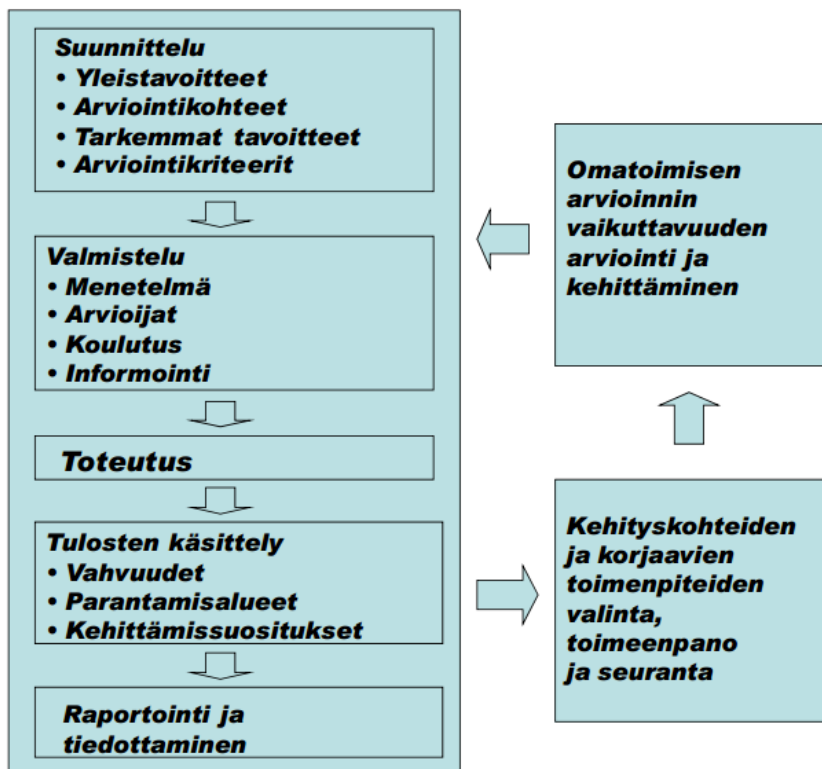 Suunnittelu
• Yleistavoitteet
• Arviointikohteet
• Tarkemmat tavoitteet
• Arviointikriteerit
Valmistelu
• Menetelmä
• Arvioijat
• Koulutus
• Informointi
Toteutus
Tulosten käsittely
• Vahvuudet
• Parantamisalueet
• Kehittämissuositukset
Raportointi ja
tiedottaminen
Omatoimisen
arvioinnin
vaikuttavuuden
arviointi ja
kehittäminen
Kehityskohteiden
ja korjaavien
toimenpiteiden
valinta,
toimeenpano
ja seuranta